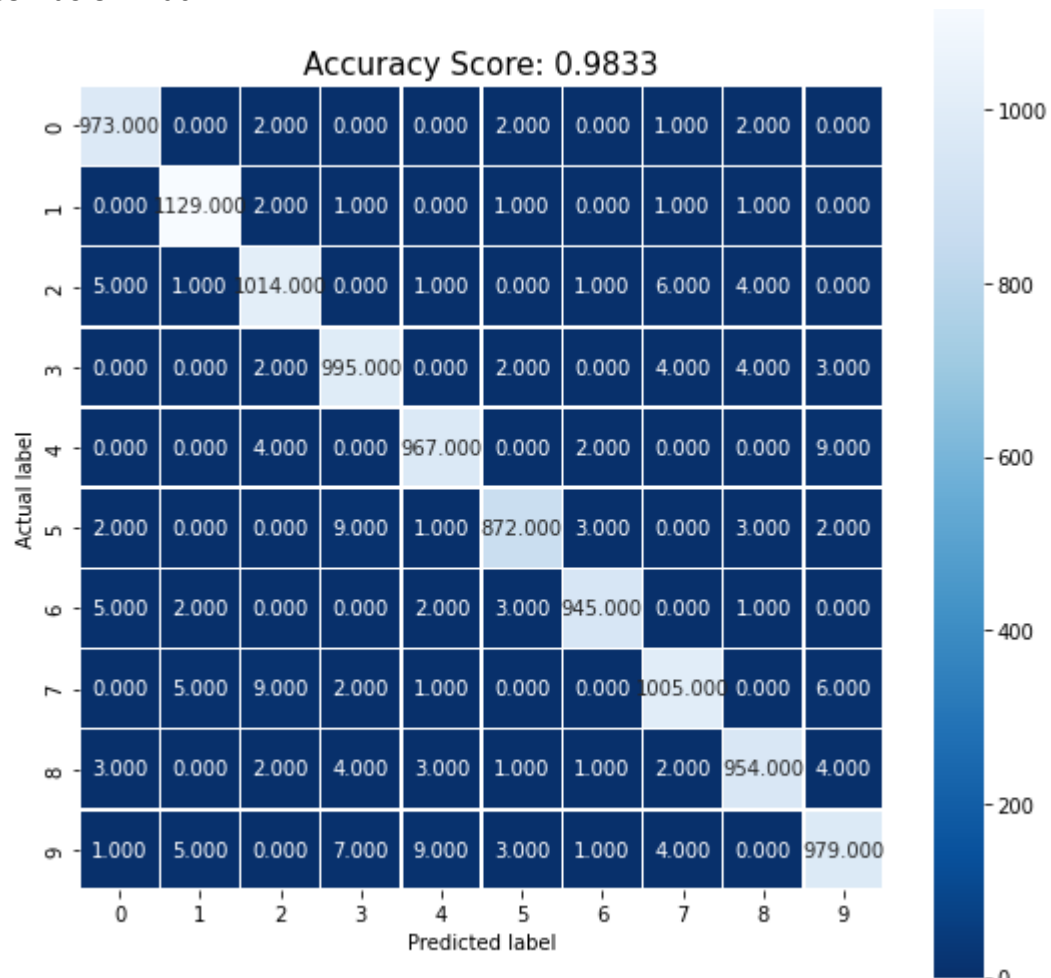 Accuracy Score: 0.9833
0 973.000 0.000 2.000 0.000 0.000 2.000 0.000 1.000 2.000 0.000
1 0.000 1129.000 2.000 1.000 0.000 1.000 0.000 1.000 1.000 0.000
2 5.000 1.000 1014.000 0.000 1.000 0.000 1.000 6.000 4.000 0.000
3 0.000 0.000 2.000 995.000 0.000 2.000 0.000 4.000 4.000 3.000
4 0.000 0.000 4.000 0.000 967.000 0.000 2.000 0.000 0.000 9.000
5 2.000 0.000 0.000 9.000 1.000 872.000 3.000 0.000 3.000 2.000
6 5.000 2.000 0.000 0.000 2.000 3.000 945.000 0.000 1.000 0.000
7 0.000 5.000 9.000 2.000 1.000 0.000 0.000 1005.000 0.000 6.000
8 3.000 0.000 2.000 4.000 3.000 1.000 1.000 2.000 954.000 4.000
9 1.000 5.000 0.000 7.000 9.000 3.000 1.000 4.000 0.000 979.000
0 1 2 3 4 5 6 7 8 9
Predicted label
Actual label
1000
800
600
400
200
0